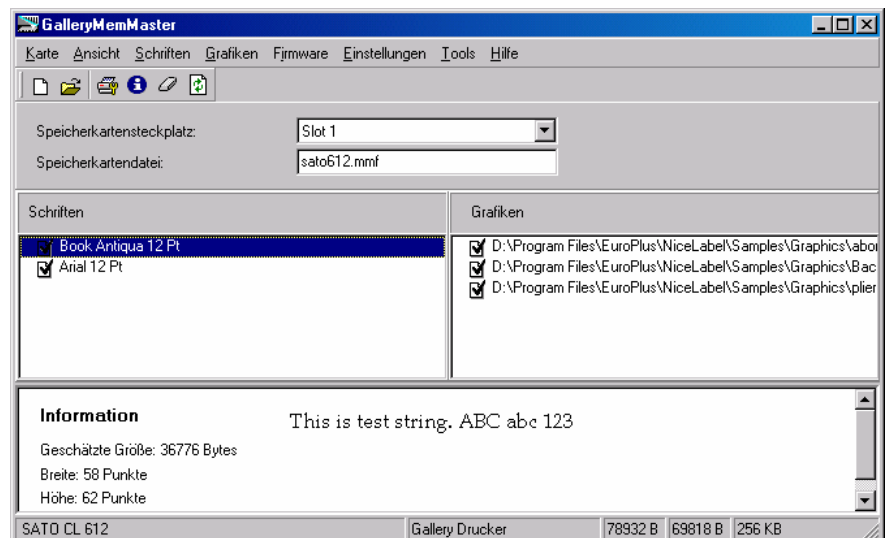 GalleryMemMaster
Karte Ansicht Schriften Grafiken Firmware Einstellungen Tools Hilfe
Speicherkartensteckplatz: Slot 1
Speicherkartendatei: sato612.mmf
Schriften Grafiken
Book Antiqua 12 Pt
Arial 12 Pt
D:\Program Files\EuroPlus\NiceLabel\Samples\Graphics\abor
D:\Program Files\EuroPlus\NiceLabel\Samples\Graphics\Bac
D:\Program Files\EuroPlus\NiceLabel\Samples\Graphics\plier
Information
This is test string. ABC abc 123
Geschätzte Größe: 36776 Bytes
Breite: 58 Punkte
Höhe: 62 Punkte
SATO CL 612 Gallery Drucker 78932 B 69818 B 256 KB